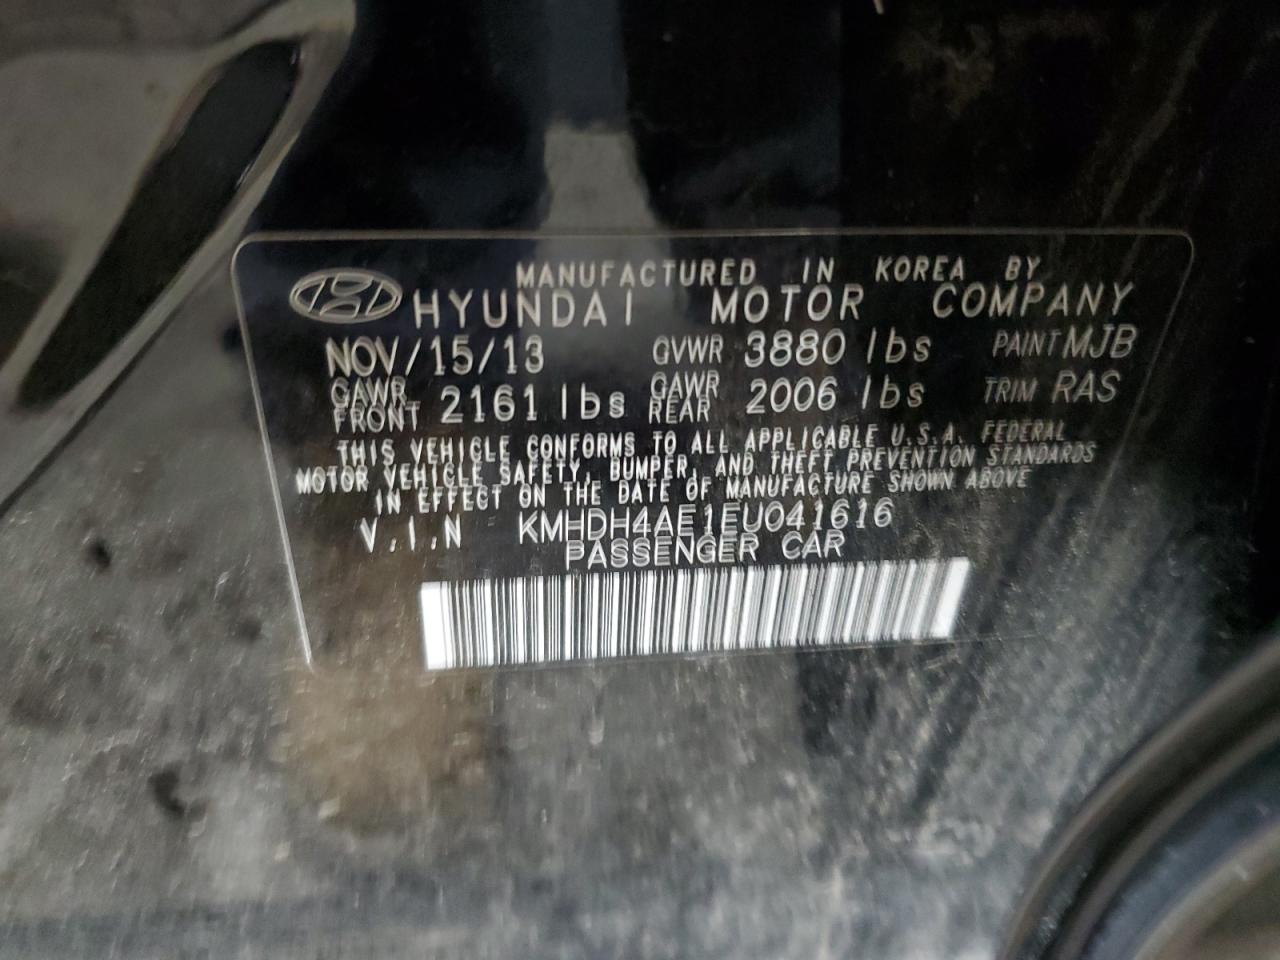 MANUFACTURED IN KOREA BY
HYUNDAI MOTOR COMPANY
NOV/15/13 GVWR 3880 lbs PAINT MJB
GAWR FRONT 2161 lbs GAWR REAR 2006 lbs TRIM RAS
THIS VEHICLE CONFORMS TO ALL APPLICABLE U.S.A. FEDERAL
MOTOR VEHICLE SAFETY, BUMPER, AND THEFT PREVENTION STANDARDS
IN EFFECT ON THE DATE OF MANUFACTURE SHOWN ABOVE
V.I.N KMHDH4AE1EU041616
PASSENGER CAR